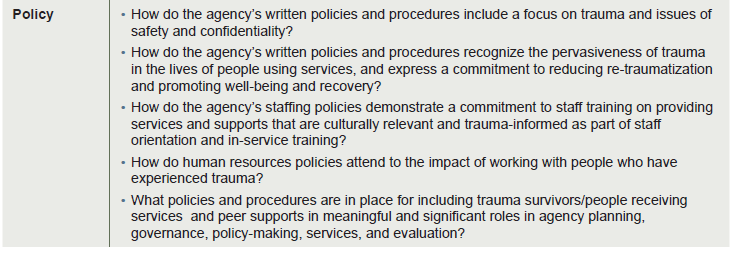 Policy
• How do the agency's written policies and procedures include a focus on trauma and issues of
safety and confidentiality?
• How do the agency's written policies and procedures recognize the pervasiveness of trauma
in the lives of people using services, and express a commitment to reducing re-traumatization
and promoting well-being and recovery?
• How do the agency's staffing policies demonstrate a commitment to staff training on providing
services and supports that are culturally relevant and trauma-informed as part of staff
orientation and in-service training?
• How do human resources policies attend to the impact of working with people who have
experienced trauma?
• What policies and procedures are in place for including trauma survivors/people receiving
services and peer supports in meaningful and significant roles in agency planning,
governance, policy-making, services, and evaluation?